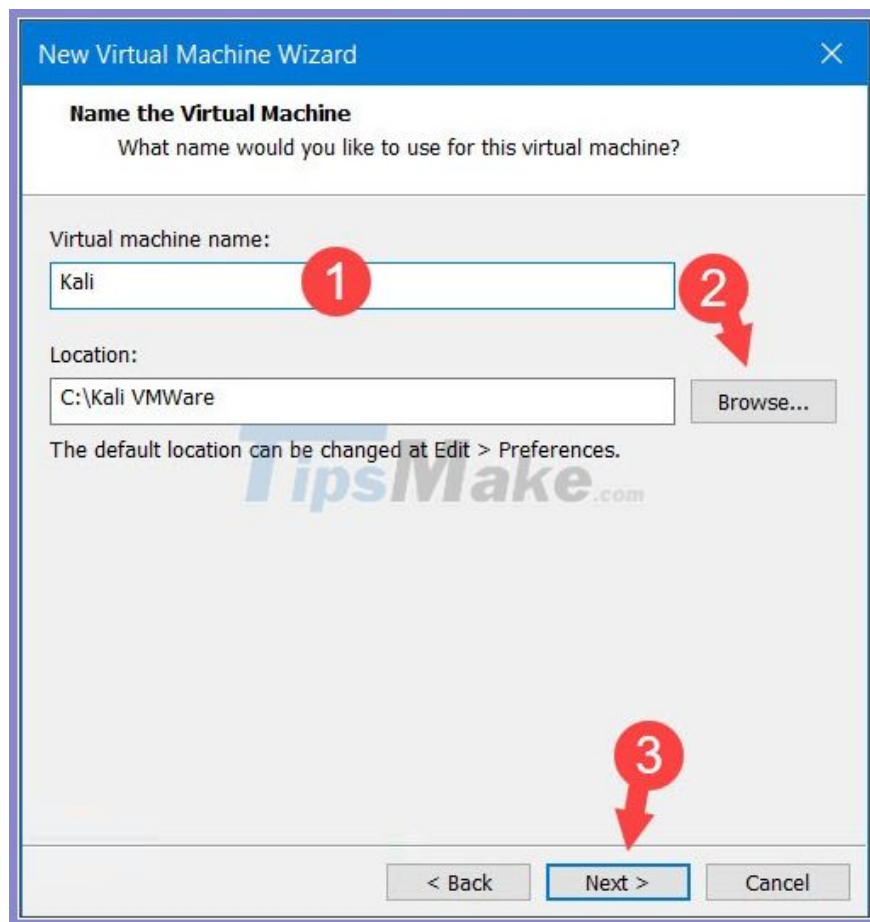 New Virtual Machine Wizard
Name the Virtual Machine
What name would you like to use for this virtual machine?
Virtual machine name:
Kali
1
2
Location:
C:\Kali VMWare
Browse...
The default location can be changed at Edit > Preferences.
TipsMake.com
3
< Back
Next >
Cancel